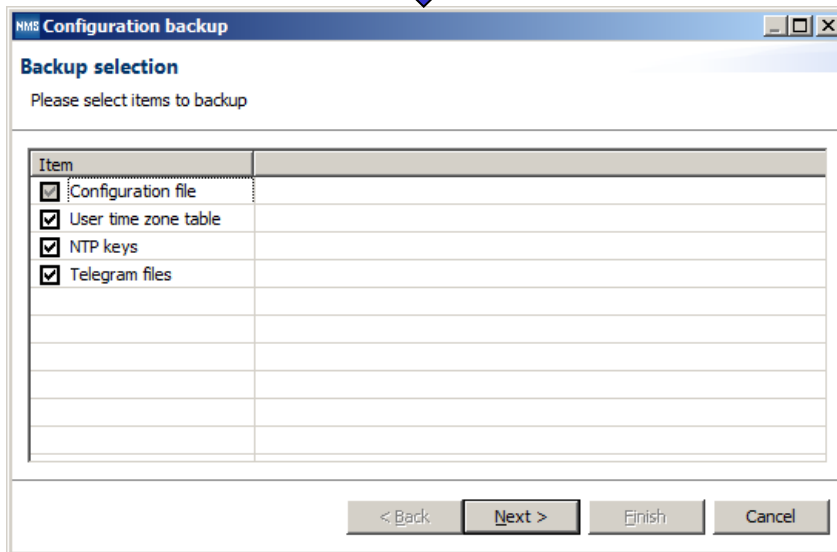 NMS Configuration backup
Backup selection
Please select items to backup
Item
Configuration file
User time zone table
NTP keys
Telegram files
< Back Next > Finish Cancel